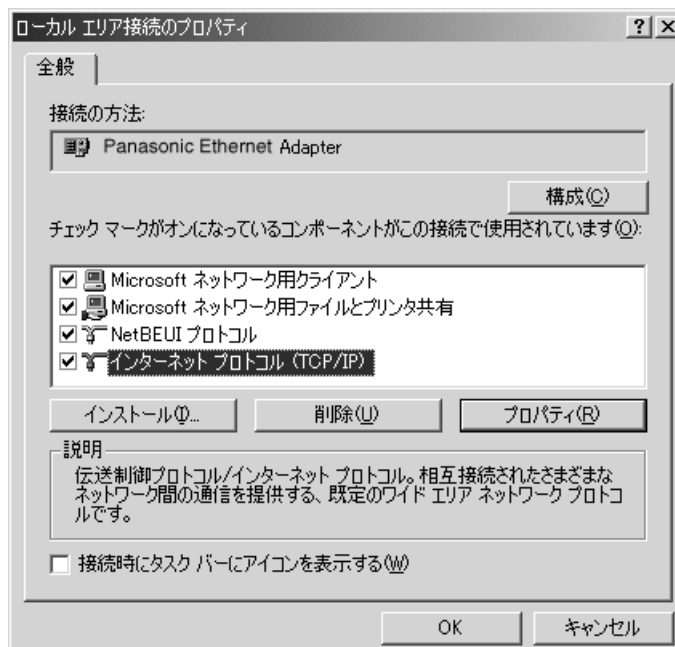 ローカル エリア接続のプロパティ
全般
接続の方法:
Panasonic Ethernet Adapter
構成(C)
チェック マークがオンになっているコンポーネントがこの接続で使用されています(O):
Microsoft ネットワーク用クライアント
Microsoft ネットワーク用ファイルとプリンタ共有
NetBEUI プロトコル
インターネット プロトコル (TCP/IP)
インストール(I)... 削除(U) プロパティ(R)
説明
伝送制御プロトコル/インターネット プロトコル。相互接続されたさまざまな
ネットワーク間の通信を提供する、既定のワイド エリア ネットワーク プロトコ
ルです。
接続時にタスク バーにアイコンを表示する(W)
OK キャンセル